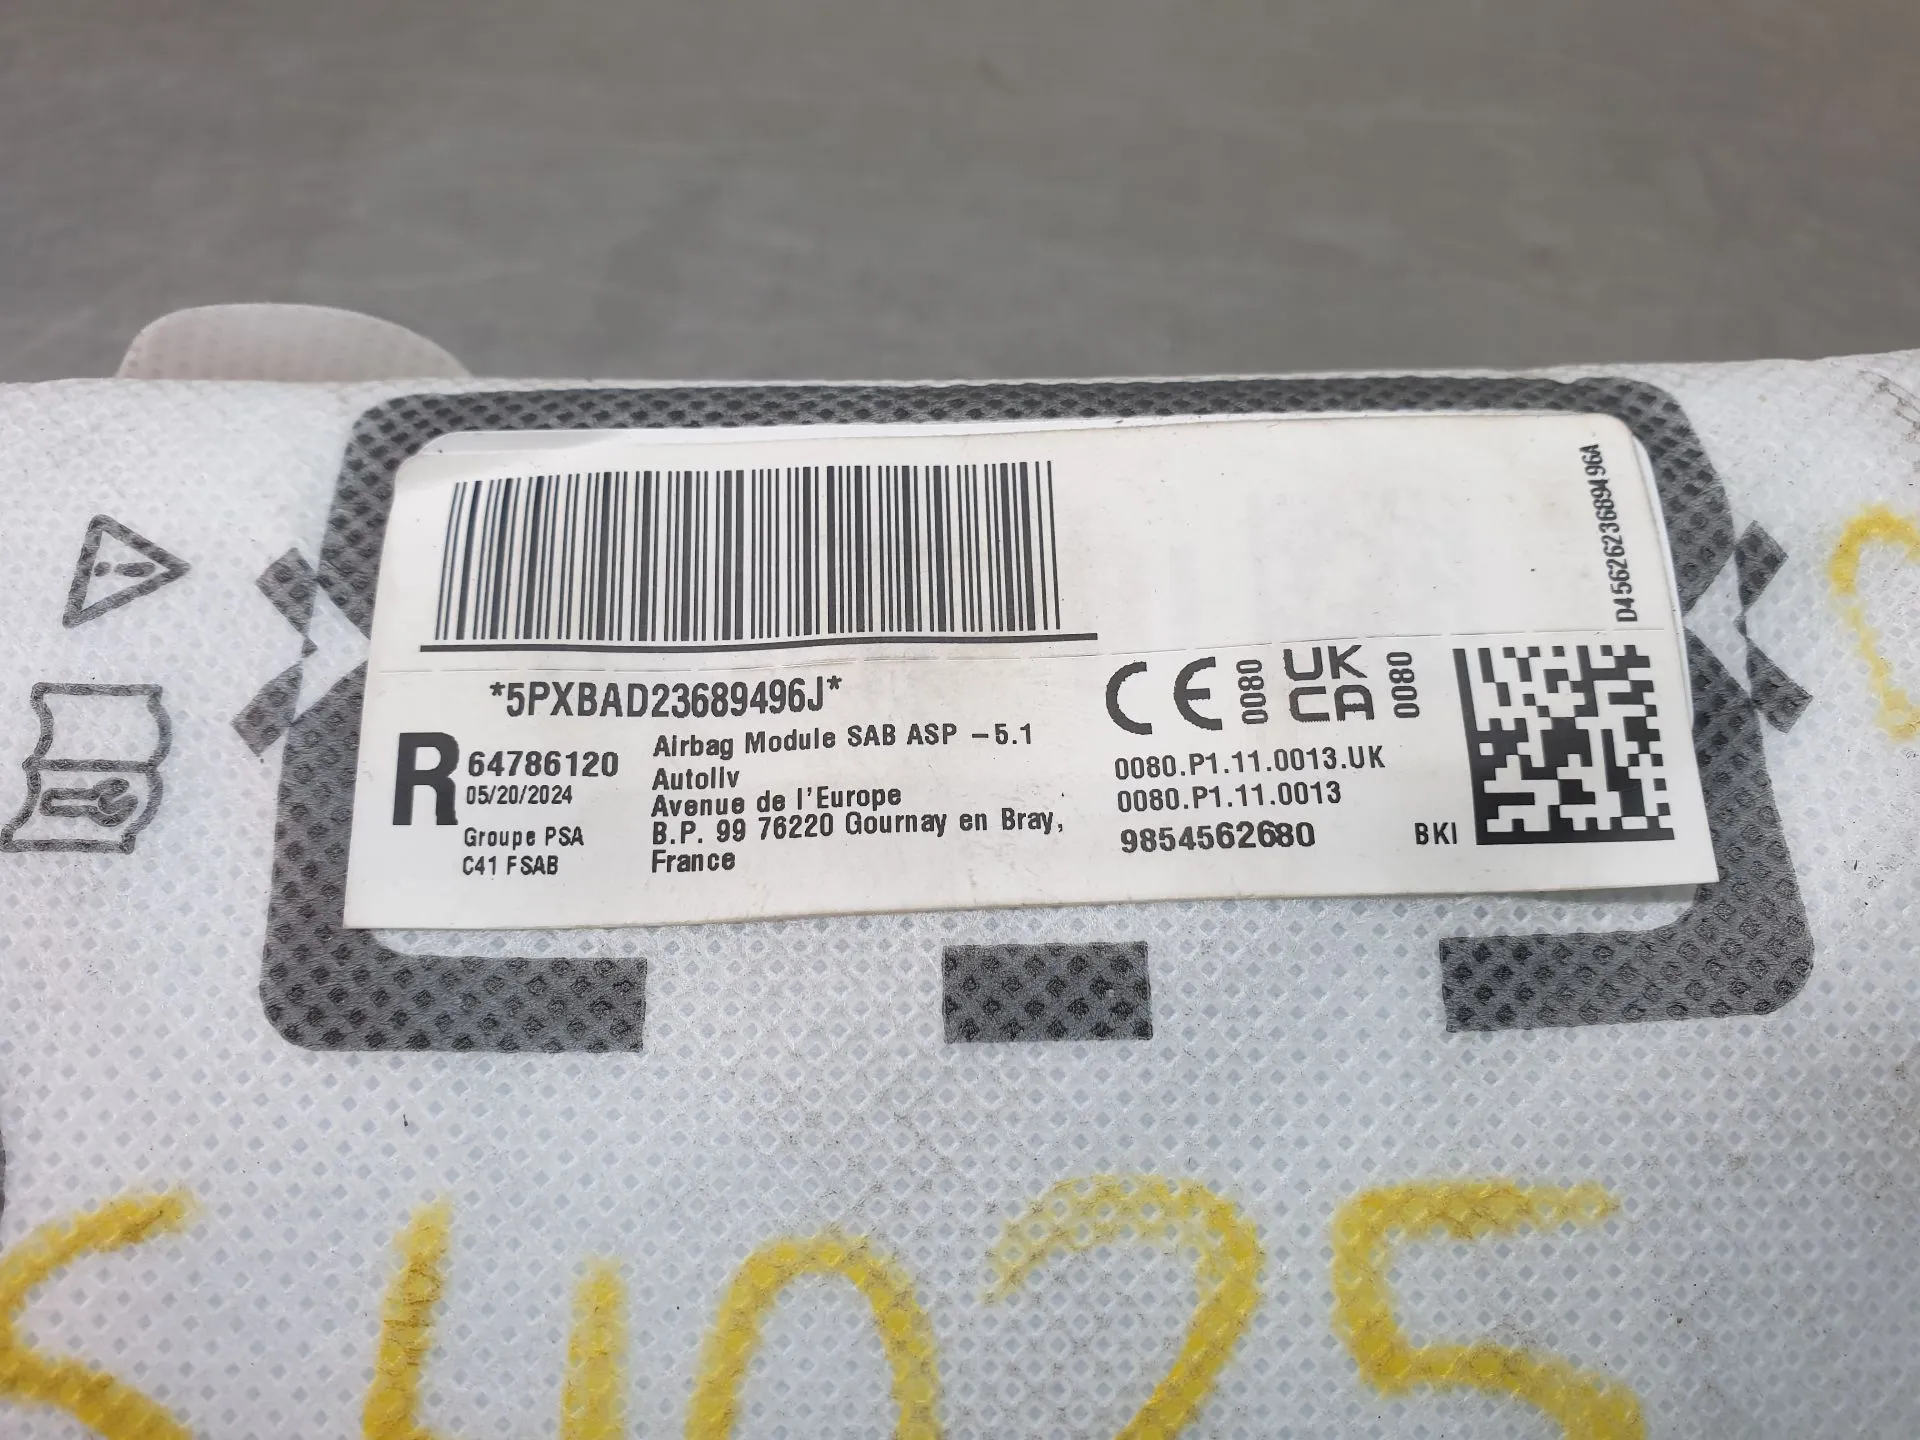 D4562623689496A
*5PXBAD23689496J*
CE 0080 UK CA 0080
R 64786120
05/20/2024
Groupe PSA
C41 FSAB
Airbag Module SAB ASP -5.1
Autoliv
Avenue de l'Europe
B.P. 99 76220 Gournay en Bray,
France
0080.P1.11.0013.UK
0080.P1.11.0013
9854562680 BKI
54025